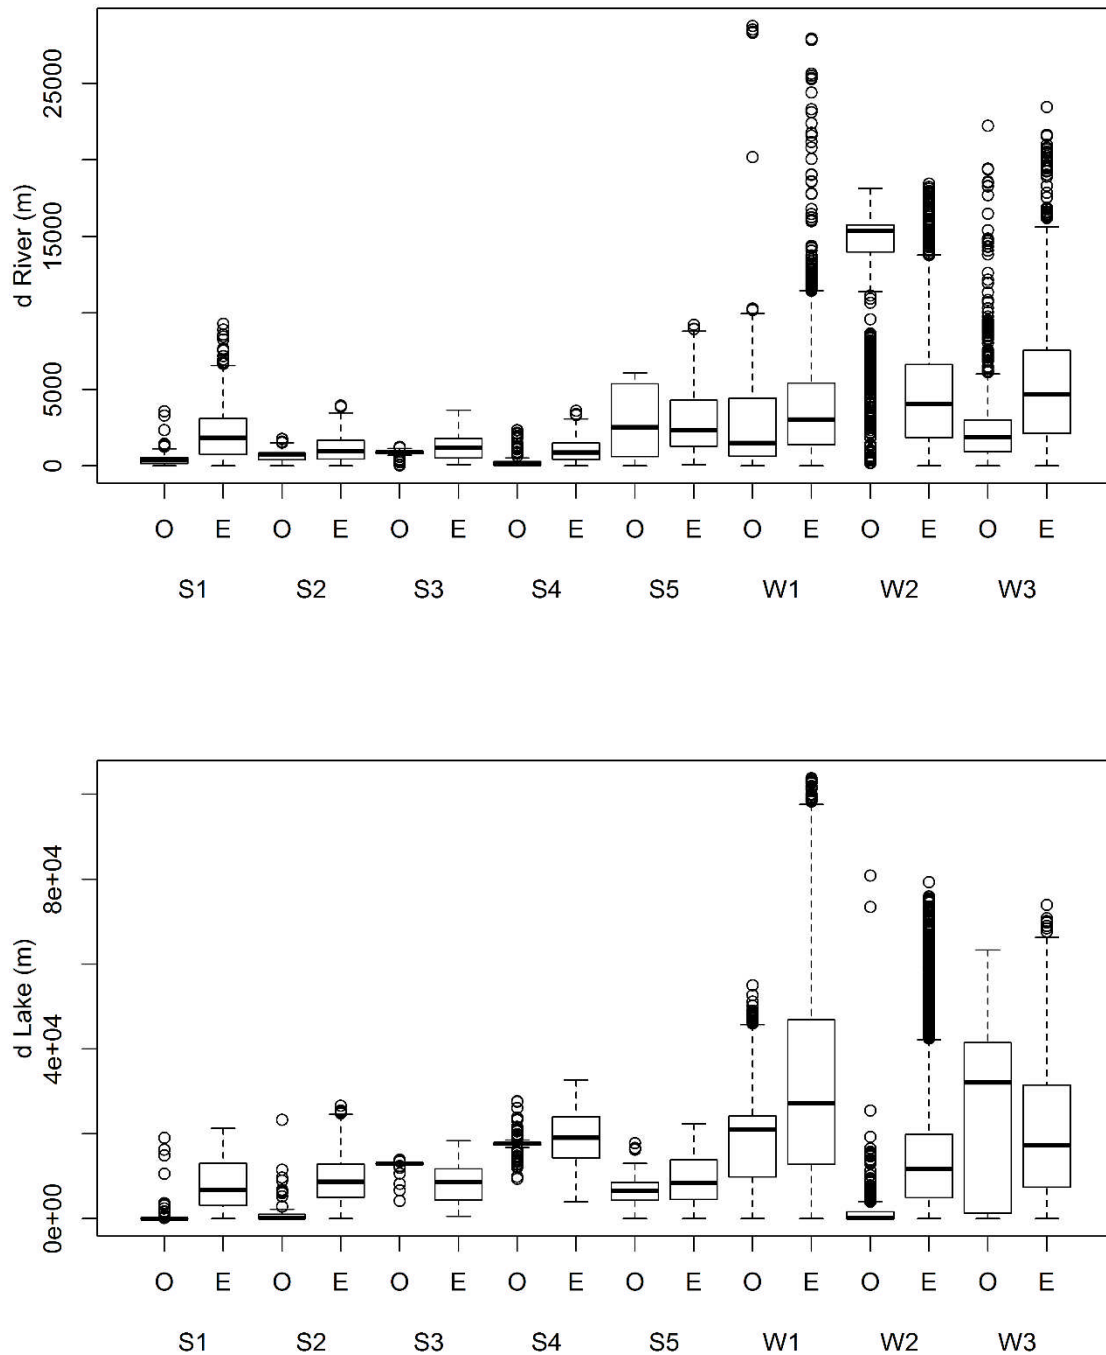 d River (m)
25000
15000
5000
0
O E O E O E O E O E O E O E O E
S1 S2 S3 S4 S5 W1 W2 W3
d Lake (m)
8e+04
4e+04
0e+00
O E O E O E O E O E O E O E O E
S1 S2 S3 S4 S5 W1 W2 W3